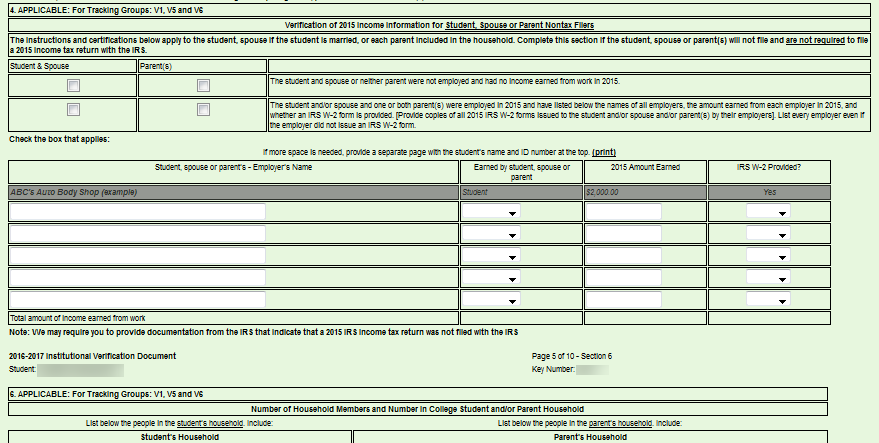 4. APPLICABLE: For Tracking Groups: V1, V5 and V6
Verification of 2015 Income Information for Student, Spouse or Parent Nontax Filers
The instructions and certifications below apply to the student, spouse if the student is married, or each parent included in the household. Complete this section if the student, spouse or parent(s) will not file and are not required to file
a 2015 income tax return with the IRS.
Student & Spouse
Parent(s)
The student and spouse or neither parent were not employed and had no income earned from work in 2015.
The student and/or spouse and one or both parent(s) were employed in 2015 and have listed below the names of all employers, the amount earned from each employer in 2015, and
whether an IRS W-2 form is provided. [Provide copies of all 2015 IRS W-2 forms issued to the student and/or spouse and/or parent(s) by their employers]. List every employer even if
the employer did not issue an IRS W-2 form.
Check the box that applies:
If more space is needed, provide a separate page with the student's name and ID number at the top. (print)
Student, spouse or parent's - Employer's Name
Earned by student, spouse or
parent
2015 Amount Earned
IRS W-2 Provided?
ABC's Auto Body Shop (example)
Student
$2,000.00
Yes
Total amount of income earned from work
Note: We may require you to provide documentation from the IRS that indicate that a 2015 IRS income tax return was not filed with the IRS
2016-2017 Institutional Verification Document
Page 5 of 10 - Section 6
Student:
Key Number:
6. APPLICABLE: For Tracking Groups: V1, V5 and V6
Number of Household Members and Number in College Student and/or Parent Household
List below the people in the student's household. Include:
List below the people in the parent's household. Include:
Student's Household
Parent's Household